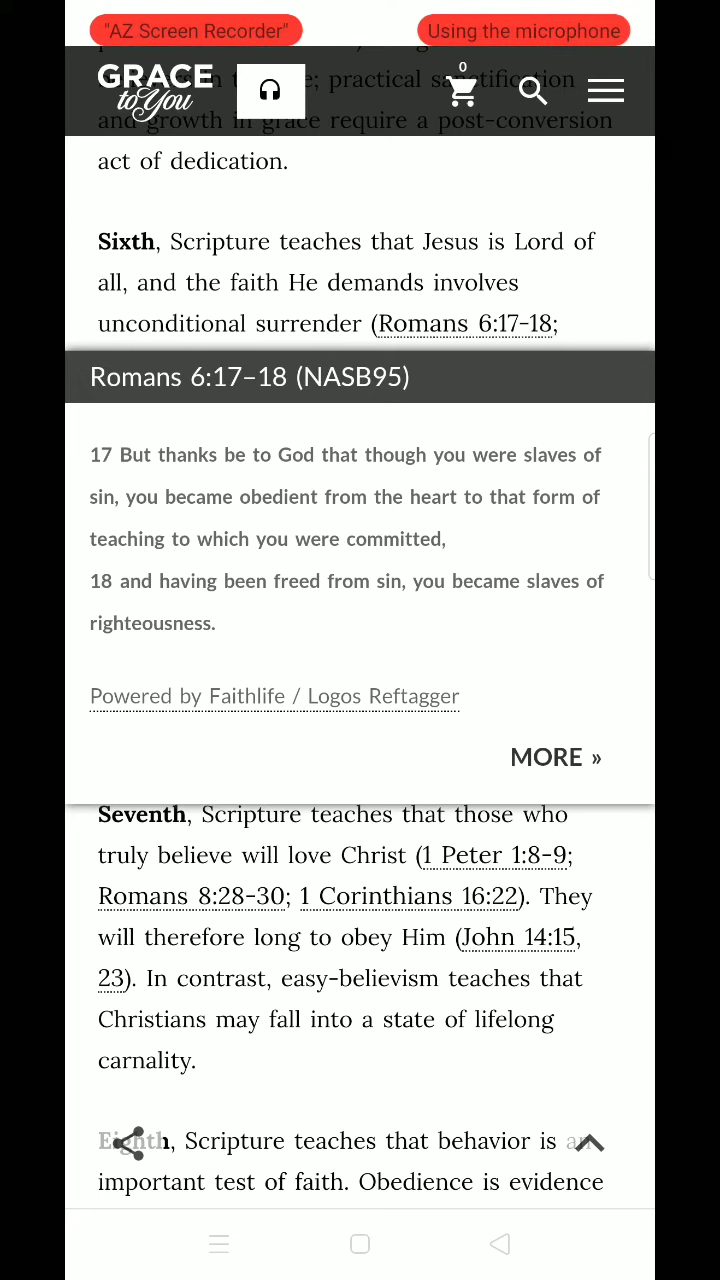 "AZ Screen Recorder" Using the microphone
GRACE to You 0
; practical sanctification
and growth in grace require a post-conversion
act of dedication.
Sixth, Scripture teaches that Jesus is Lord of
all, and the faith He demands involves
unconditional surrender (Romans 6:17-18;
Romans 6:17–18 (NASB95)
17 But thanks be to God that though you were slaves of
sin, you became obedient from the heart to that form of
teaching to which you were committed,
18 and having been freed from sin, you became slaves of
righteousness.
Powered by Faithlife / Logos Reftagger
MORE »
Seventh, Scripture teaches that those who
truly believe will love Christ (1 Peter 1:8-9;
Romans 8:28-30; 1 Corinthians 16:22). They
will therefore long to obey Him (John 14:15,
23). In contrast, easy-believism teaches that
Christians may fall into a state of lifelong
carnality.
Eighth, Scripture teaches that behavior is an
important test of faith. Obedience is evidence